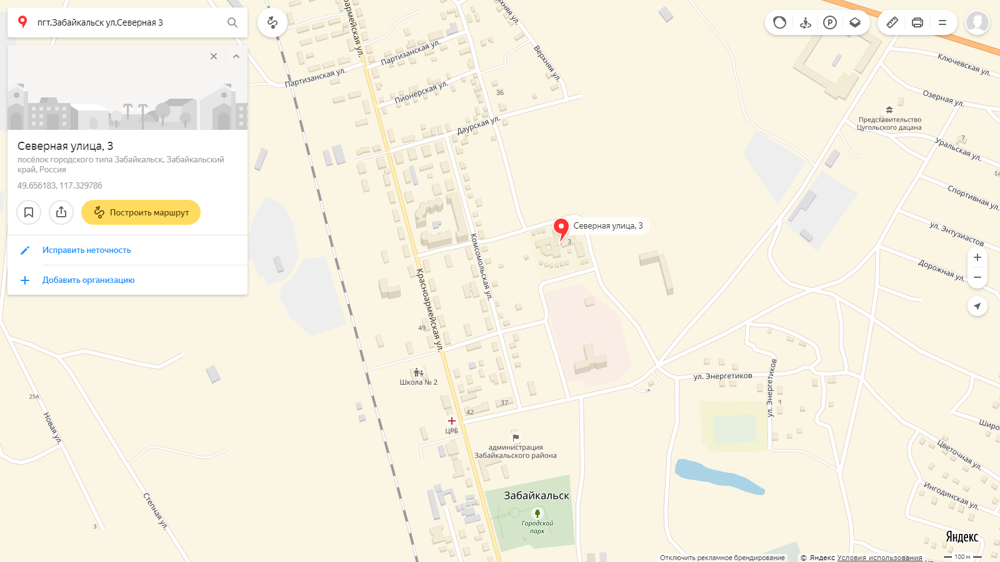 пгт.Забайкальск ул.Северная 3
Северная улица, 3
посёлок городского типа Забайкальск, Забайкальский
край, Россия
49.656183, 117.329786
Построить маршрут
Исправить неточность
Добавить организацию
P
Красноармейская ул.
Верхняя ул.
Партизанская ул.
Партизанская ул.
Верхняя ул.
Пионерская ул.
36
Даурская ул.
Ключевская ул.
Озерная ул.
Представительство
Цугольского дацана
7
Уральская ул.
14
Спортивная ул.
ул. Энтузиастов
Дорожная ул.
Северная улица, 3
3
Комсомольская ул.
Красноармейская ул.
49
Школа № 2
ул. Энергетиков
ул. Энергетиков
1
37
42
ЦРБ
администрация
Забайкальского района
25А
Новая ул.
Степная ул.
3
Забайкальск
Городской
парк
Широ
Цветочная ул.
Ингодинская ул.
Яндекс
Отключить рекламное брендирование
© Яндекс Условия использования
100 м